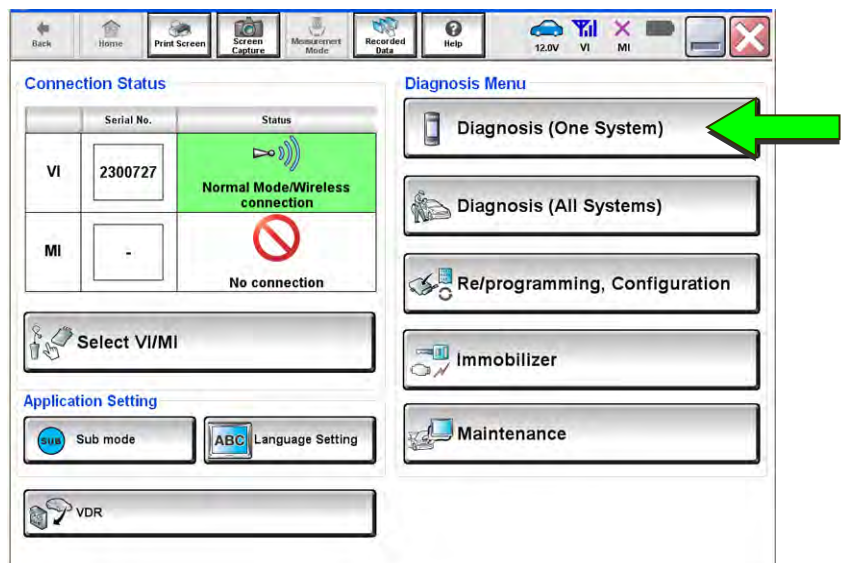 Back
Home
Print Screen
Screen
Capture
Measurement
Mode
Recorded
Data
?
Help
12.0V
VI
MI
Connection Status
Diagnosis Menu
Serial No.
Status
VI
2300727
Normal Mode/Wireless
connection
MI
-
No connection
Select VI/MI
Application Setting
SUB
Sub mode
ABC
Language Setting
VDR
Diagnosis (One System)
Diagnosis (All Systems)
Re/programming, Configuration
Immobilizer
Maintenance